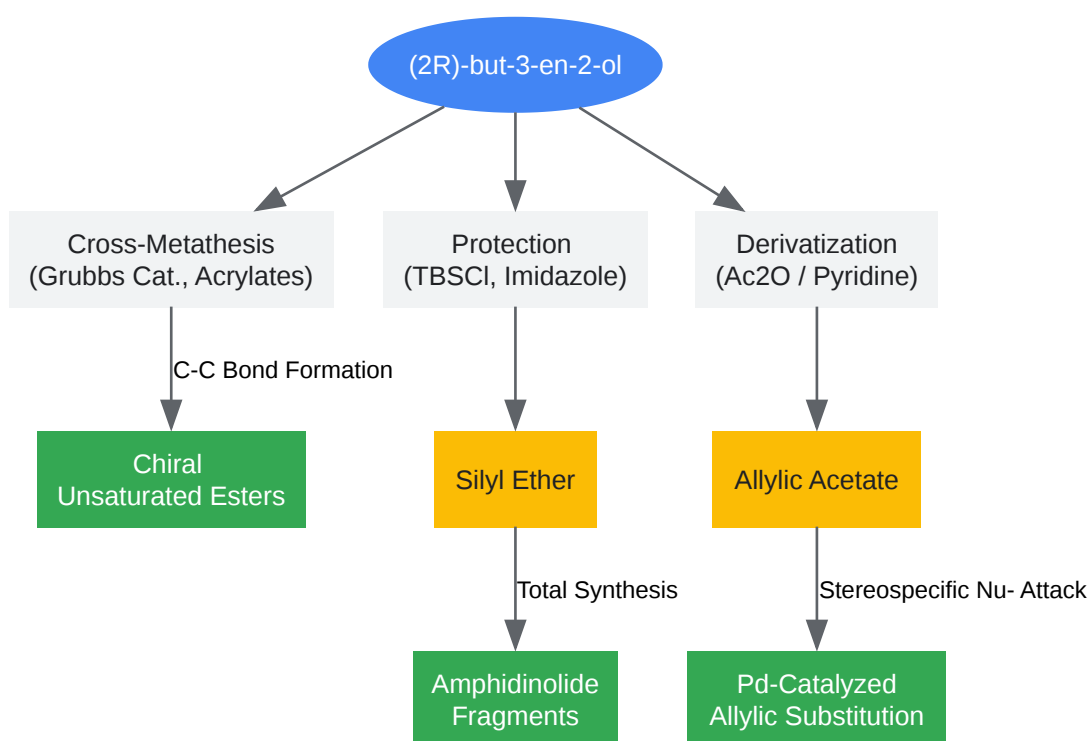 (2R)-but-3-en-2-ol
Cross-Metathesis
(Grubbs Cat., Acrylates)
Protection
(TBSCl, Imidazole)
Derivatization
(Ac2O / Pyridine)
C-C Bond Formation
Chiral
Unsaturated Esters
Silyl Ether
Allylic Acetate
Total Synthesis
Stereospecific Nu- Attack
Amphidinolide
Fragments
Pd-Catalyzed
Allylic Substitution